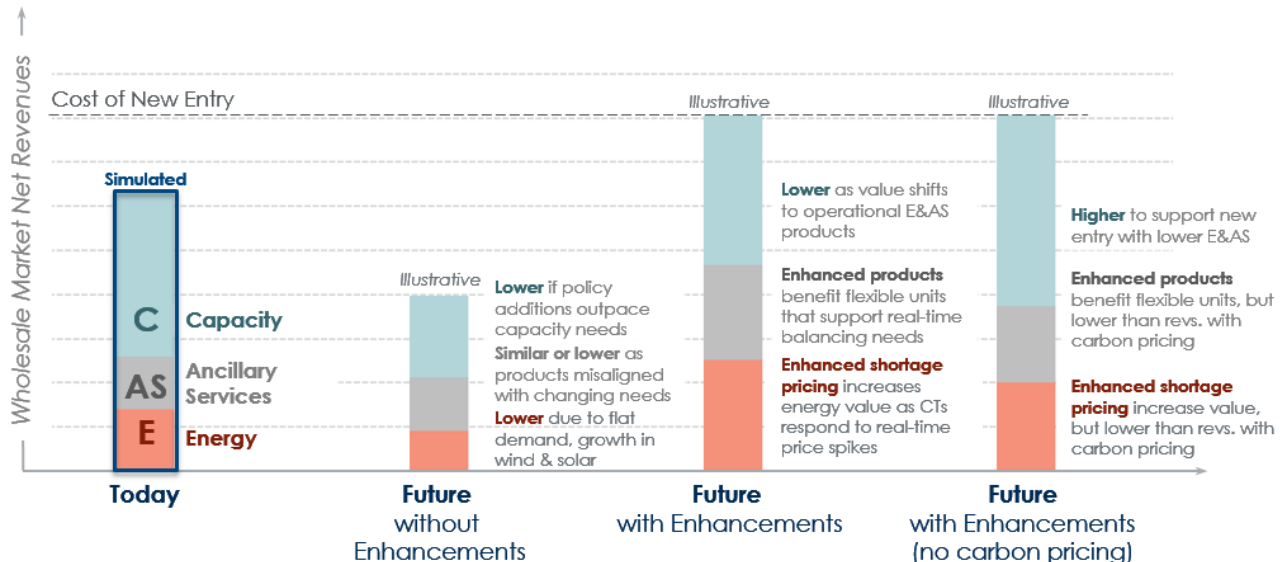 Wholesale Market Net Revenues
Cost of New Entry
Simulated
C
Capacity
AS
Ancillary
Services
E
Energy
Today
Illustrative
Lower if policy
additions outpace
capacity needs
Similar or lower as
products misaligned
with changing needs
Lower due to flat
demand, growth in
wind & solar
Future
without
Enhancements
Illustrative
Lower as value shifts
to operational E&AS
products
Enhanced products
benefit flexible units
that support real-time
balancing needs
Enhanced shortage
pricing increases
energy value as CTs
respond to real-time
price spikes
Future
with Enhancements
Illustrative
Higher to support new
entry with lower E&AS
Enhanced products
benefit flexible units, but
lower than revs. with
carbon pricing
Enhanced shortage
pricing increase value,
but lower than revs. with
carbon pricing
Future
with Enhancements
(no carbon pricing)